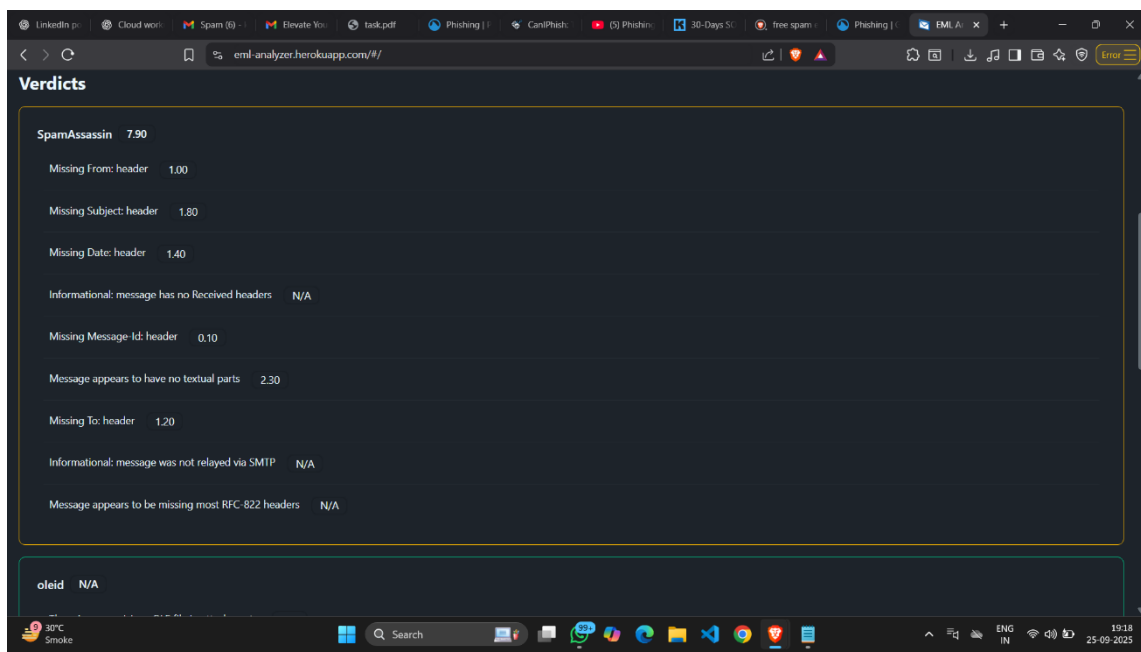 LinkedIn po
Cloud work
Spam (6) -
Elevate You
task.pdf
Phishing |
CanIPhish:
(5) Phishing
30-Days SO
free spam
Phishing |
EML A
eml-analyzer.herokuapp.com/#/
Error
Verdicts
SpamAssassin 7.90
Missing From: header 1.00
Missing Subject: header 1.80
Missing Date: header 1.40
Informational: message has no Received headers N/A
Missing Message-Id: header 0.10
Message appears to have no textual parts 2.30
Missing To: header 1.20
Informational: message was not relayed via SMTP N/A
Message appears to be missing most RFC-822 headers N/A
oleid N/A
9
30°C
Smoke
Search
99+
ENG
IN
19:18
25-09-2025